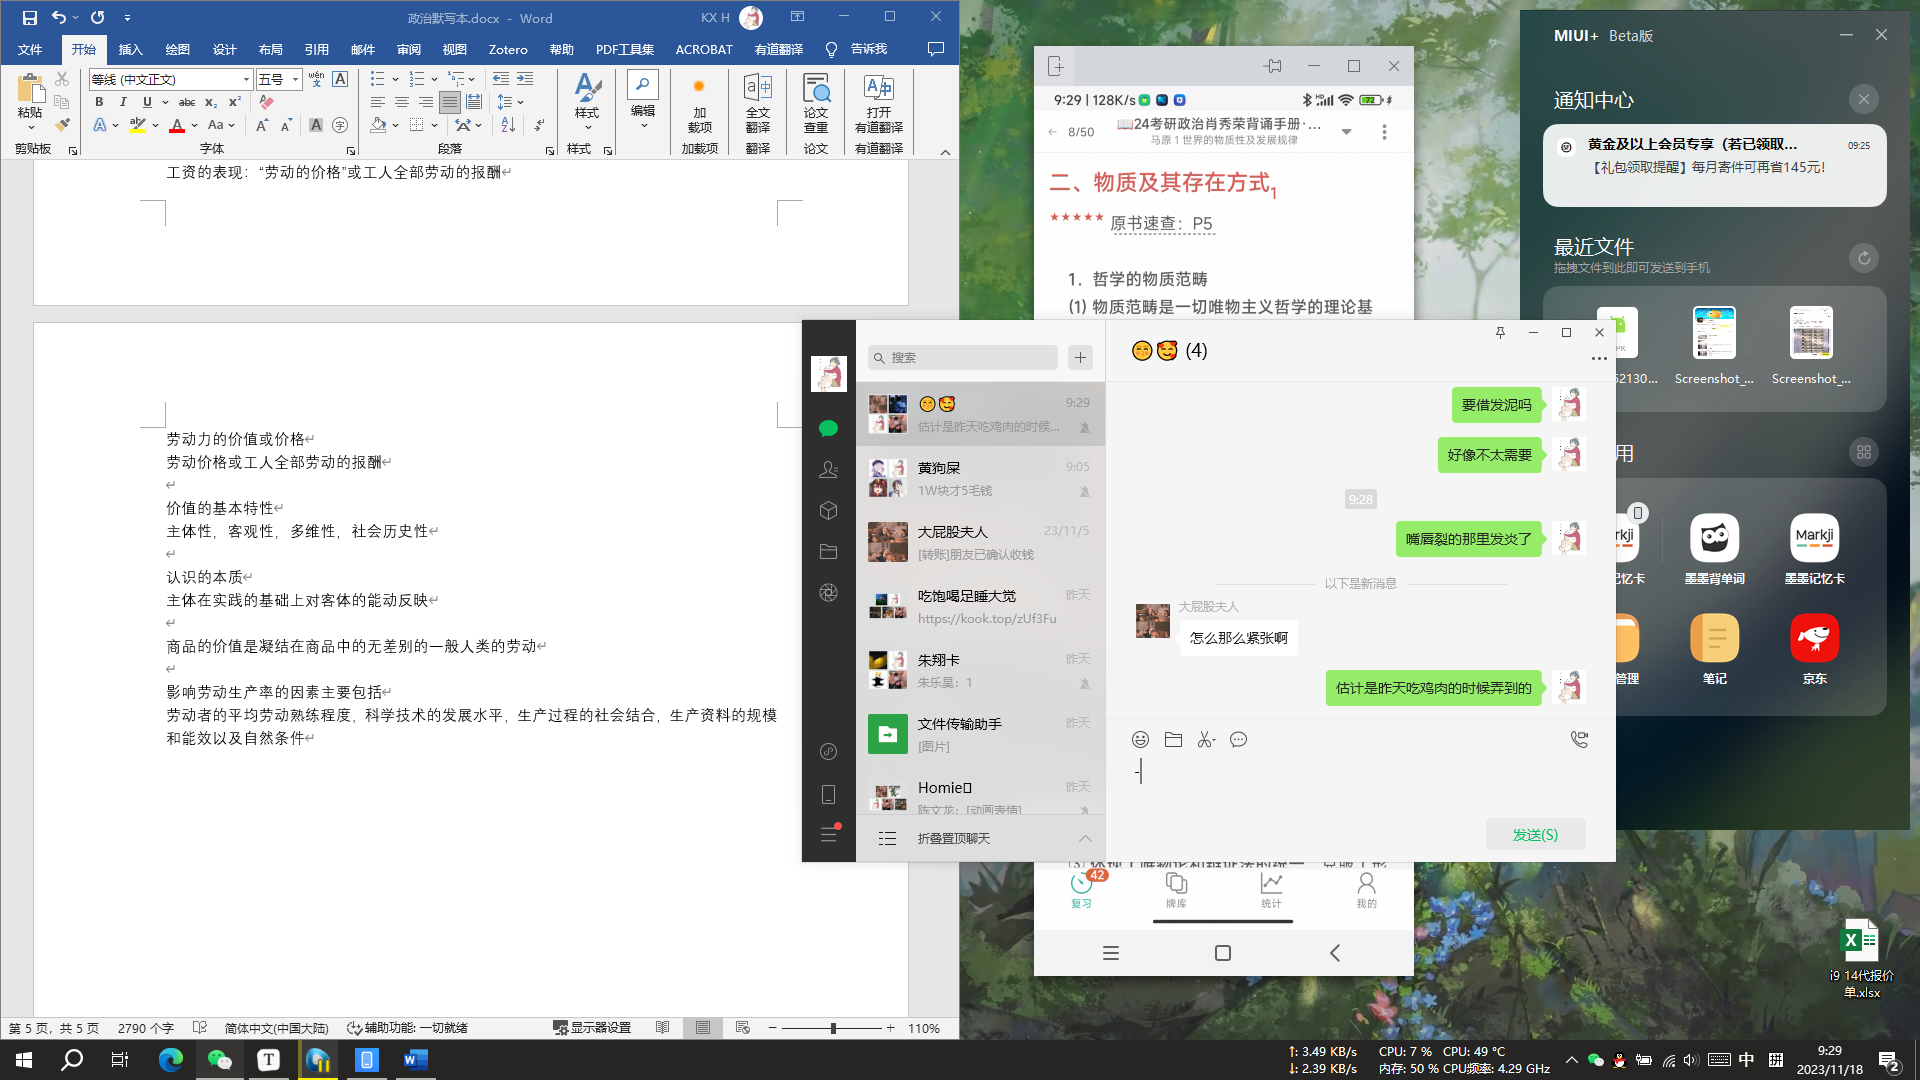 政治默写本.docx - Word
KX H
文件 开始 插入 绘图 设计 布局 引用 邮件 审阅 视图 Zotero 帮助 PDF工具集 ACROBAT 有道翻译 告诉我
等线 (中文正文) 五号
粘贴
样式
编辑
加
载项
全文
翻译
论文
查重
打开
有道翻译
剪贴板 字体 段落 样式 加载项 翻译 论文 有道翻译
工资的表现：“劳动的价格”或工人全部劳动的报酬
劳动力的价值或价格
劳动价格或工人全部劳动的报酬
价值的基本特性
主体性，客观性，多维性，社会历史性
认识的本质
主体在实践的基础上对客体的能动反映
商品的价值是凝结在商品中的无差别的一般人类的劳动
影响劳动生产率的因素主要包括
劳动者的平均劳动熟练程度，科学技术的发展水平，生产过程的社会结合，生产资料的规模
和能效以及自然条件
第 5 页，共 5 页 2790 个字 简体中文(中国大陆) 辅助功能: 一切就绪 显示器设置 110%
9:29 | 128K/s 72
8/50 24考研政治肖秀荣背诵手册·...
马原 1 世界的物质性及发展规律
二、物质及其存在方式1
★★★★★ 原书速查：P5
1. 哲学的物质范畴
(1) 物质范畴是一切唯物主义哲学的理论基
42
复习 牌库 统计 我的
搜索
9:29
估计是昨天吃鸡肉的时候...
黄狗屎 9:05
1W块才5毛钱
大屁股夫人 23/11/5
[转账]朋友已确认收钱
吃饱喝足睡大觉 昨天
https://kook.top/zUf3Fu
朱翔卡 昨天
朱乐昊：1
文件传输助手 昨天
[图片]
Homie 昨天
陈文龙：[动画表情]
折叠置顶聊天
(4)
要借发泥吗
好像不太需要
9:28
嘴唇裂的那里发炎了
以下是新消息
大屁股夫人
怎么那么紧张啊
估计是昨天吃鸡肉的时候弄到的
-
发送(S)
MIUI+ Beta版
通知中心
黄金及以上会员专享（若已领取... 09:25
【礼包领取提醒】每月寄件可再省145元!
最近文件
拖拽文件到此即可发送到手机
52130... Screenshot_... Screenshot_...
用
rkji Markji
记忆卡 墨墨背单词 墨墨记忆卡
管理 笔记 京东
i9 14代报价
单.xlsx
↑: 3.49 KB/s CPU: 7 % CPU: 49 °C
↓: 2.39 KB/s 内存: 50 % CPU频率: 4.29 GHz
中 拼
9:29
2023/11/18
2